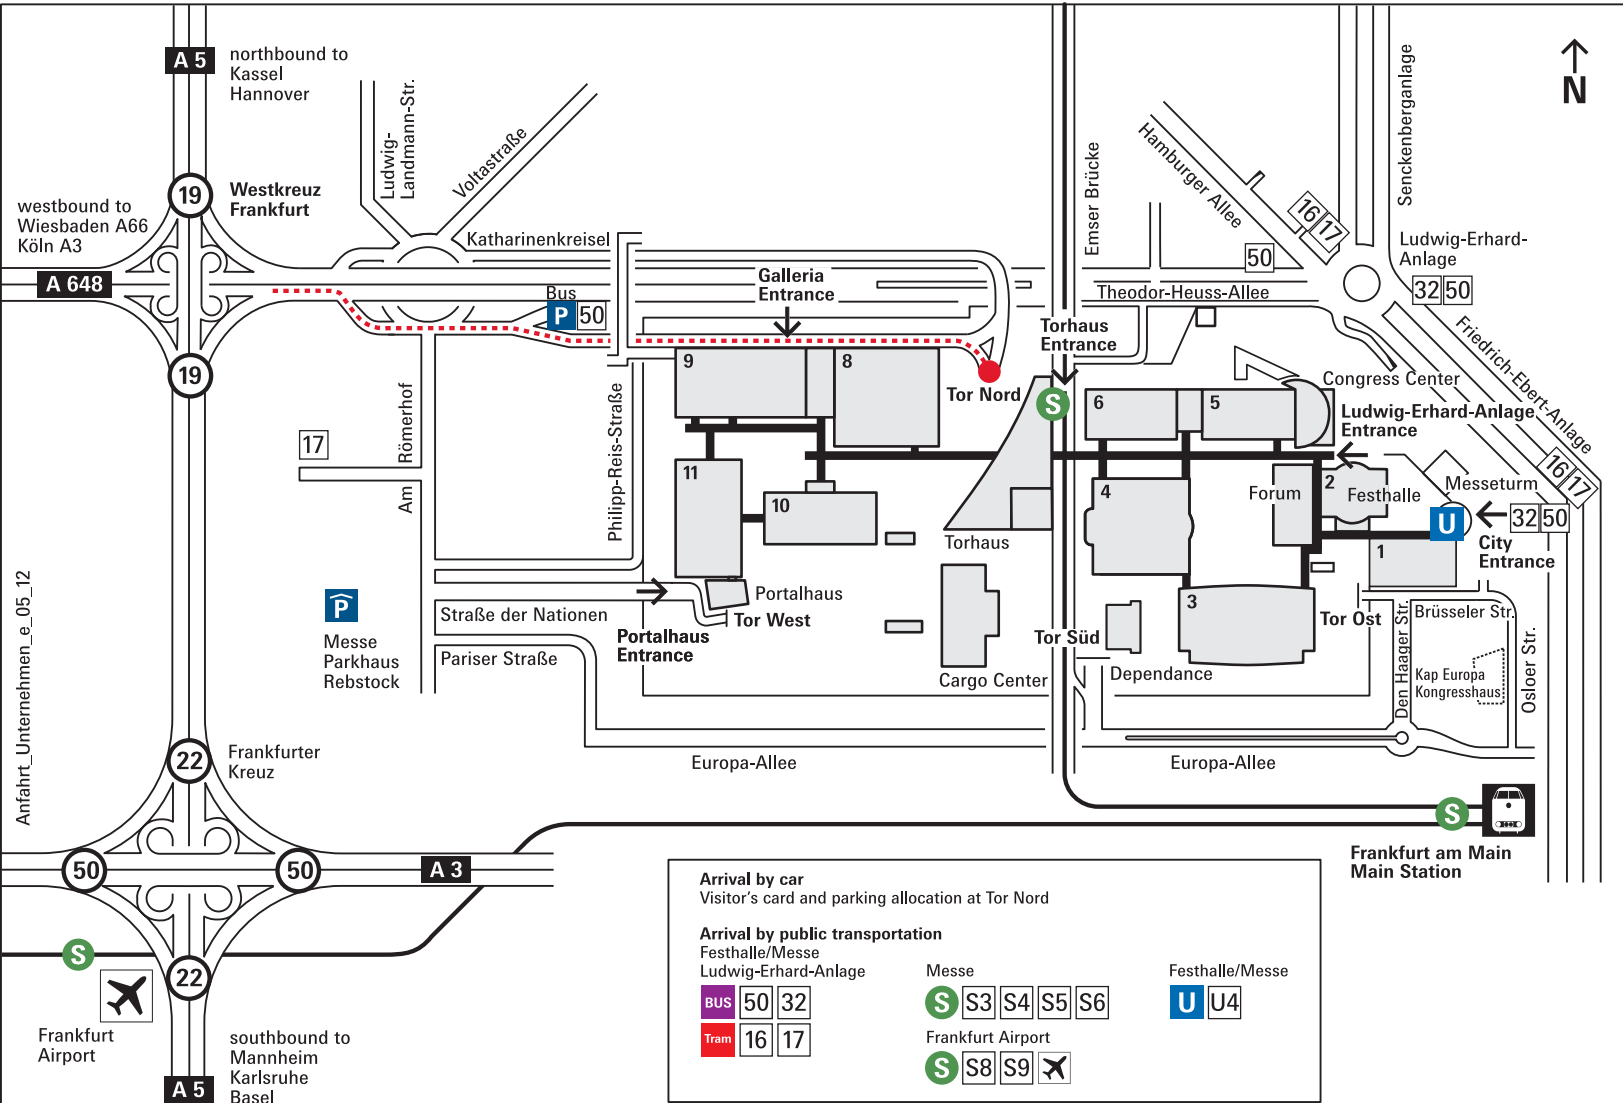 A 5
northbound to
Kassel
Hannover
Ludwig-
Landmann-Str.
Voltastraße
Emser Brücke
Hamburger Allee
Senckenberganlage
N
19
Westkreuz
Frankfurt
westbound to
Wiesbaden A66
Köln A3
A 648
Katharinenkreisel
16
17
50
Ludwig-Erhard-
Anlage
32
50
Galleria
Entrance
Bus
P
50
Theodor-Heuss-Allee
Friedrich-Ebert-Anlage
Torhaus
Entrance
19
9
8
Tor Nord
S
6
5
Congress Center
Ludwig-Erhard-Anlage
Entrance
Am Römerhof
17
Philipp-Reis-Straße
11
10
4
Forum
2
Festhalle
Messeturm
16
17
U
32
50
City
Entrance
1
Torhaus
P
Messe
Parkhaus
Rebstock
Straße der Nationen
Pariser Straße
Portalhaus
Tor West
Portalhaus
Entrance
Cargo Center
Tor Süd
Dependance
3
Tor Ost
Den Haager Str.
Brüsseler Str.
Kap Europa
Kongresshaus
Osloer Str.
Anfahrt_Unternehmen_e_05_12
22
Frankfurter
Kreuz
Europa-Allee
Europa-Allee
S
Frankfurt am Main
Main Station
50
50
A 3
S
22
Frankfurt
Airport
southbound to
Mannheim
Karlsruhe
Basel
A 5
Arrival by car
Visitor's card and parking allocation at Tor Nord
Arrival by public transportation
Festhalle/Messe
Ludwig-Erhard-Anlage
BUS 50 32
Tram 16 17
Messe
S S3 S4 S5 S6
Frankfurt Airport
S S8 S9
Festhalle/Messe
U U4